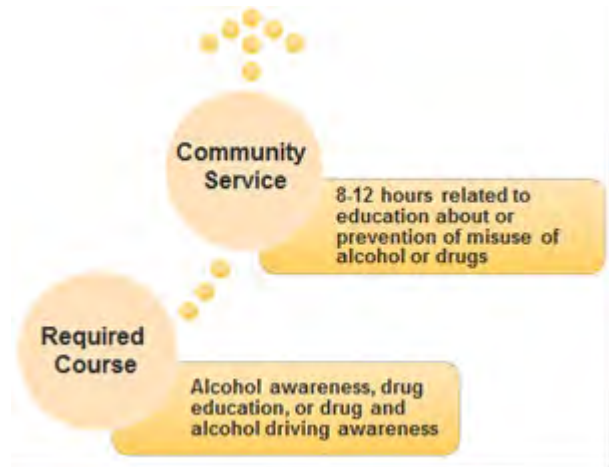 Community
Service
8-12 hours related to
education about or
prevention of misuse of
alcohol or drugs
Required
Course
Alcohol awareness, drug
education, or drug and
alcohol driving awareness